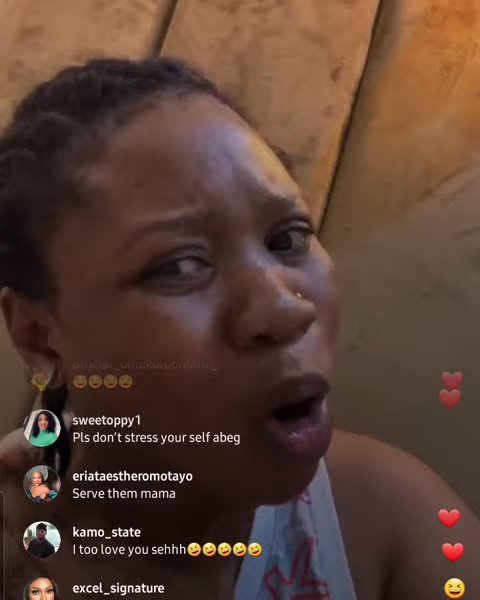 😂😂😂😂
sweetoppy1
Pls don't stress your self abeg
eriataestheromotayo
Serve them mama
kamo_state
I too love you sehhh🤣🤣🤣🤣🤣
excel_signature